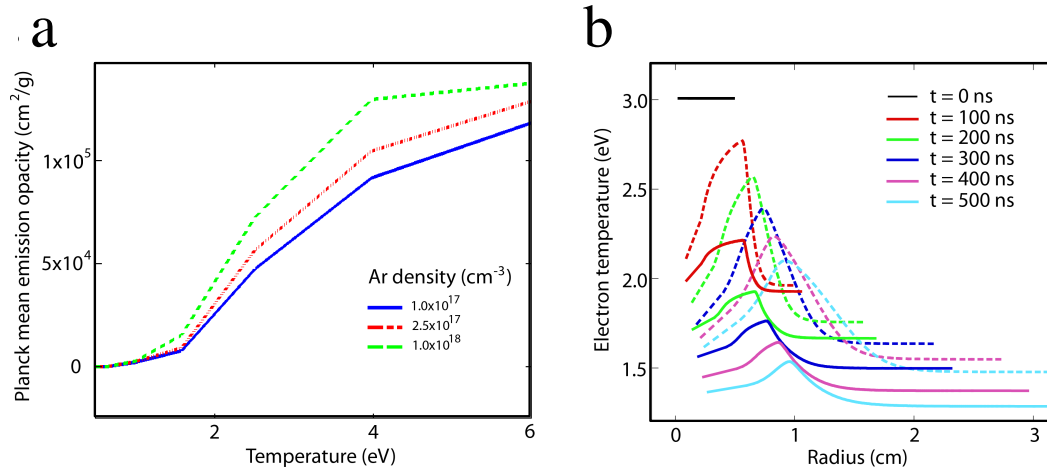 a
Planck mean emission opacity (cm²/g)
1x10⁵
5x10⁴
0
2
4
6
Temperature (eV)
Ar density (cm⁻³)
1.0x10¹⁷
2.5x10¹⁷
1.0x10¹⁸
b
Electron temperature (eV)
3.0
2.5
2.0
1.5
0
1
2
3
Radius (cm)
t = 0 ns
t = 100 ns
t = 200 ns
t = 300 ns
t = 400 ns
t = 500 ns